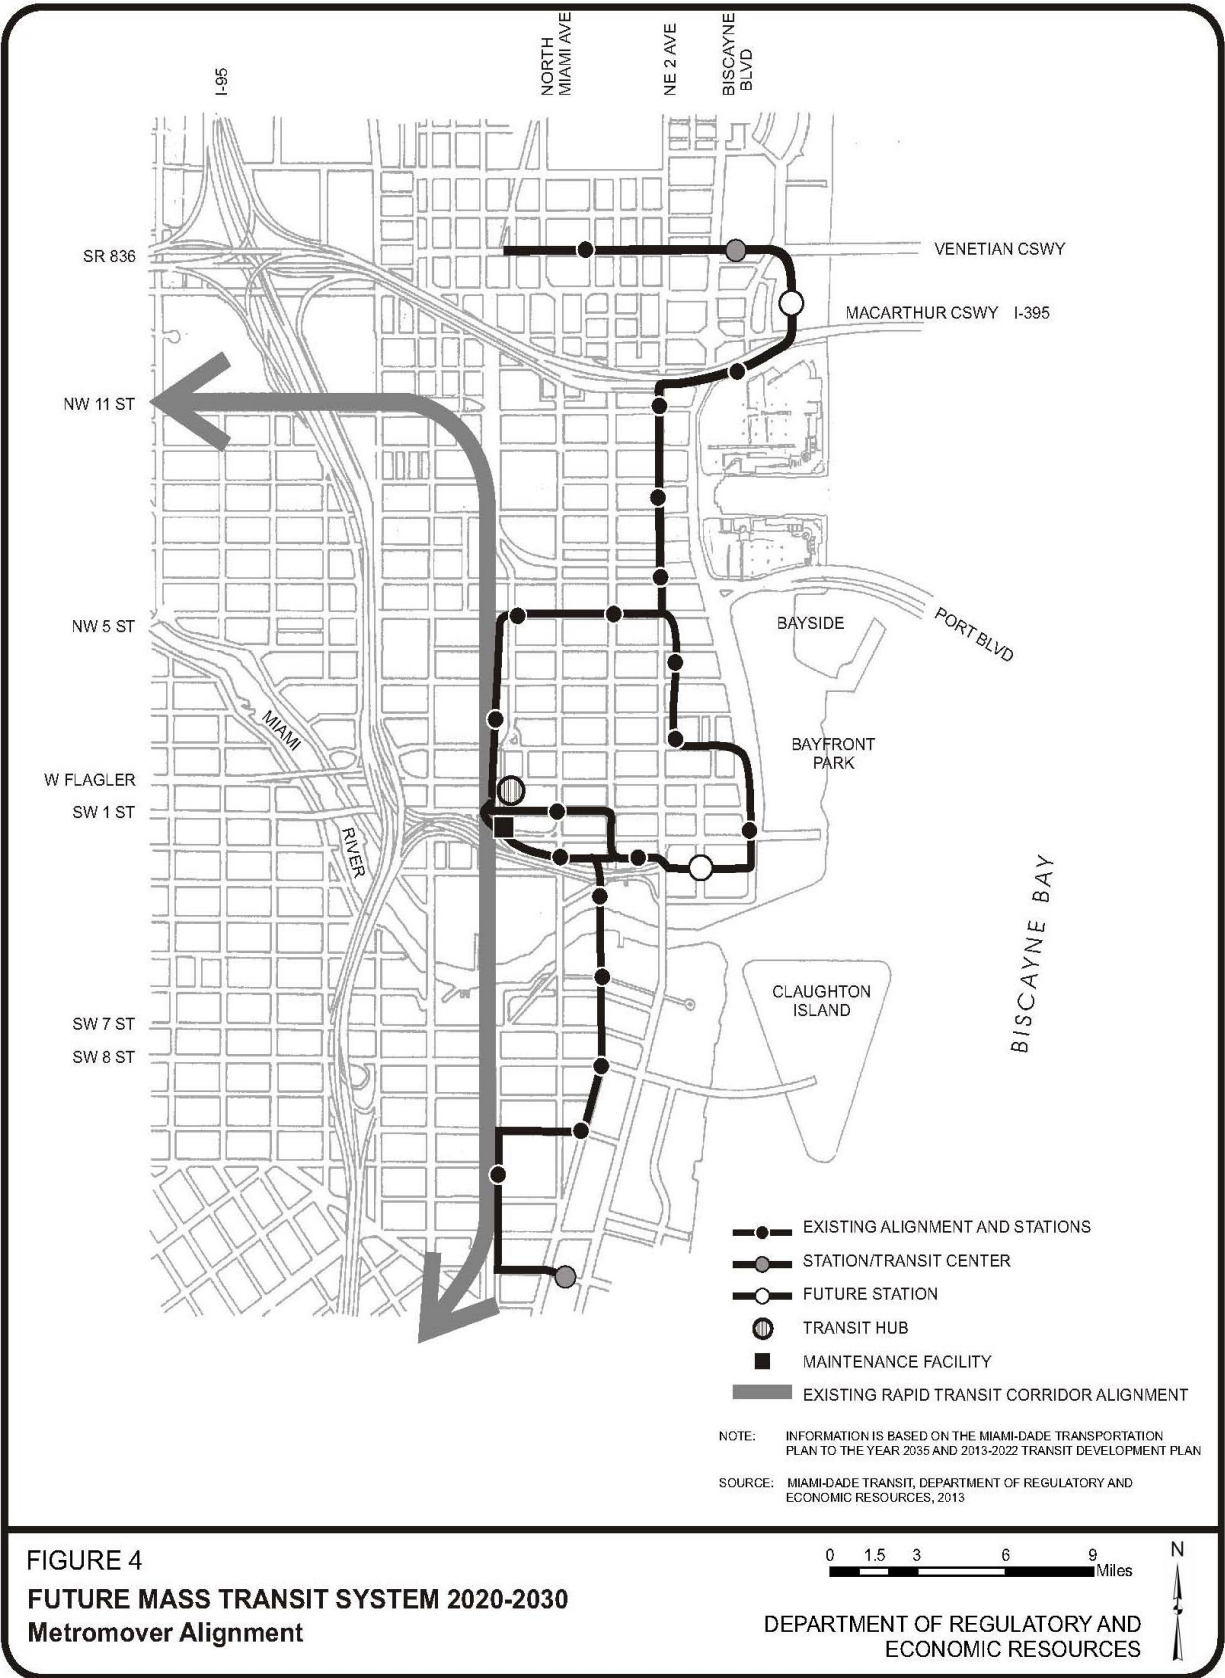 I-95
NORTH
MIAMI AVE
NE 2 AVE
BISCAYNE
BLVD
SR 836
VENETIAN CSWY
MACARTHUR CSWY I-395
NW 11 ST
NW 5 ST
BAYSIDE
PORT BLVD
MIAMI
BAYFRONT
PARK
W FLAGLER
SW 1 ST
RIVER
BISCAYNE BAY
CLAUGHTON
ISLAND
SW 7 ST
SW 8 ST
EXISTING ALIGNMENT AND STATIONS
STATION/TRANSIT CENTER
FUTURE STATION
TRANSIT HUB
MAINTENANCE FACILITY
EXISTING RAPID TRANSIT CORRIDOR ALIGNMENT
NOTE: INFORMATION IS BASED ON THE MIAMI-DADE TRANSPORTATION
PLAN TO THE YEAR 2035 AND 2013-2022 TRANSIT DEVELOPMENT PLAN
SOURCE: MIAMI-DADE TRANSIT, DEPARTMENT OF REGULATORY AND
ECONOMIC RESOURCES, 2013
FIGURE 4
FUTURE MASS TRANSIT SYSTEM 2020-2030
Metromover Alignment
0 1.5 3 6 9
Miles
N
DEPARTMENT OF REGULATORY AND
ECONOMIC RESOURCES